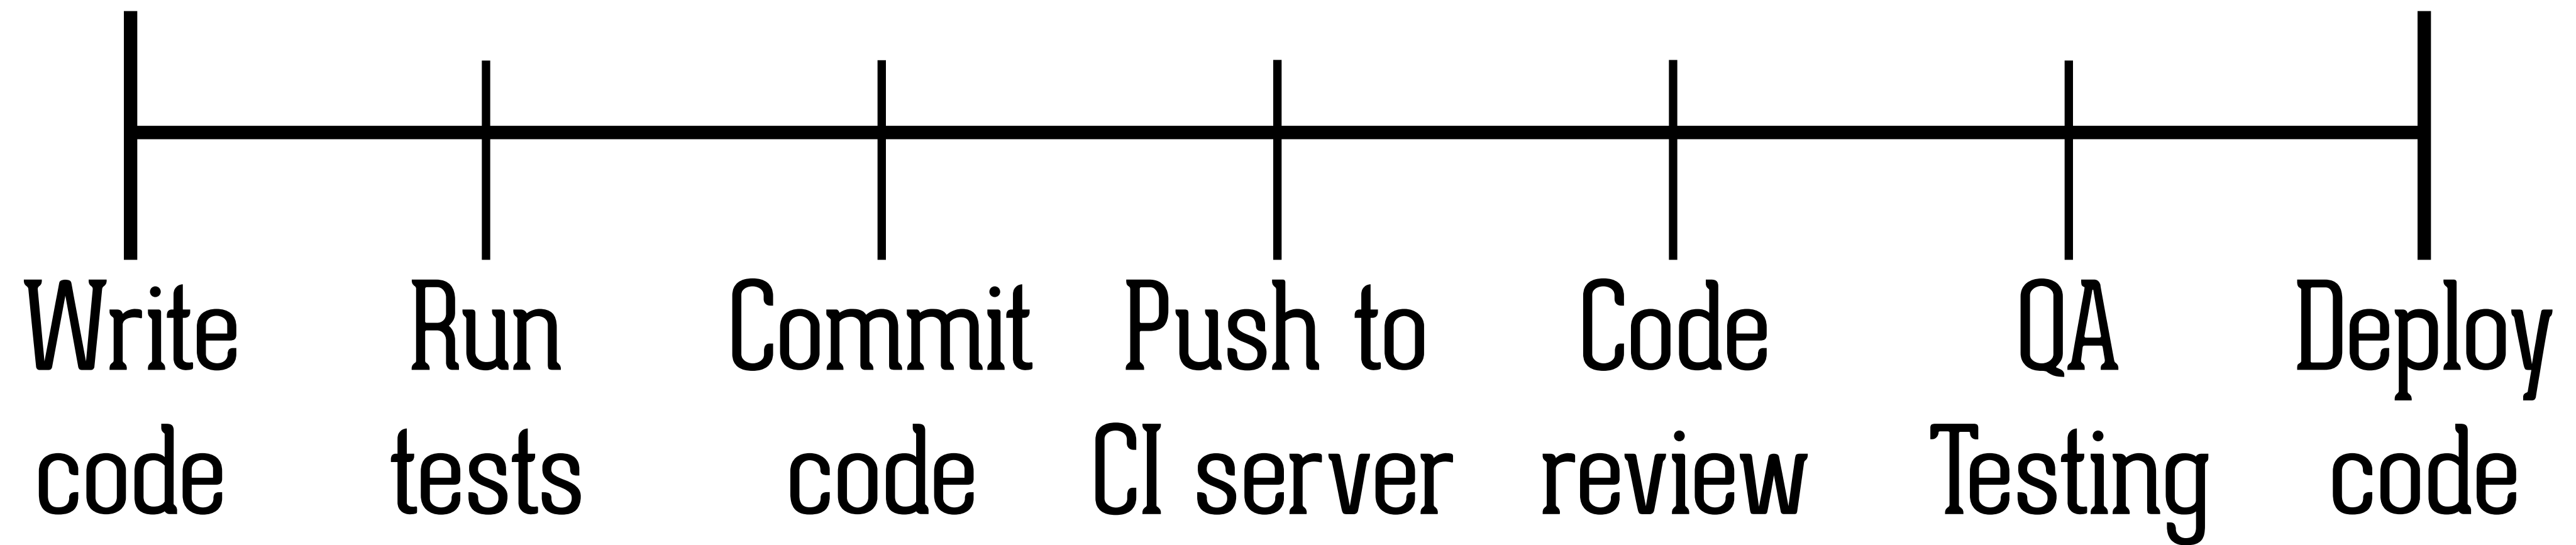 Write
code
Run
tests
Commit
code
Push to
CI server
Code
review
QA
Testing
Deploy
code